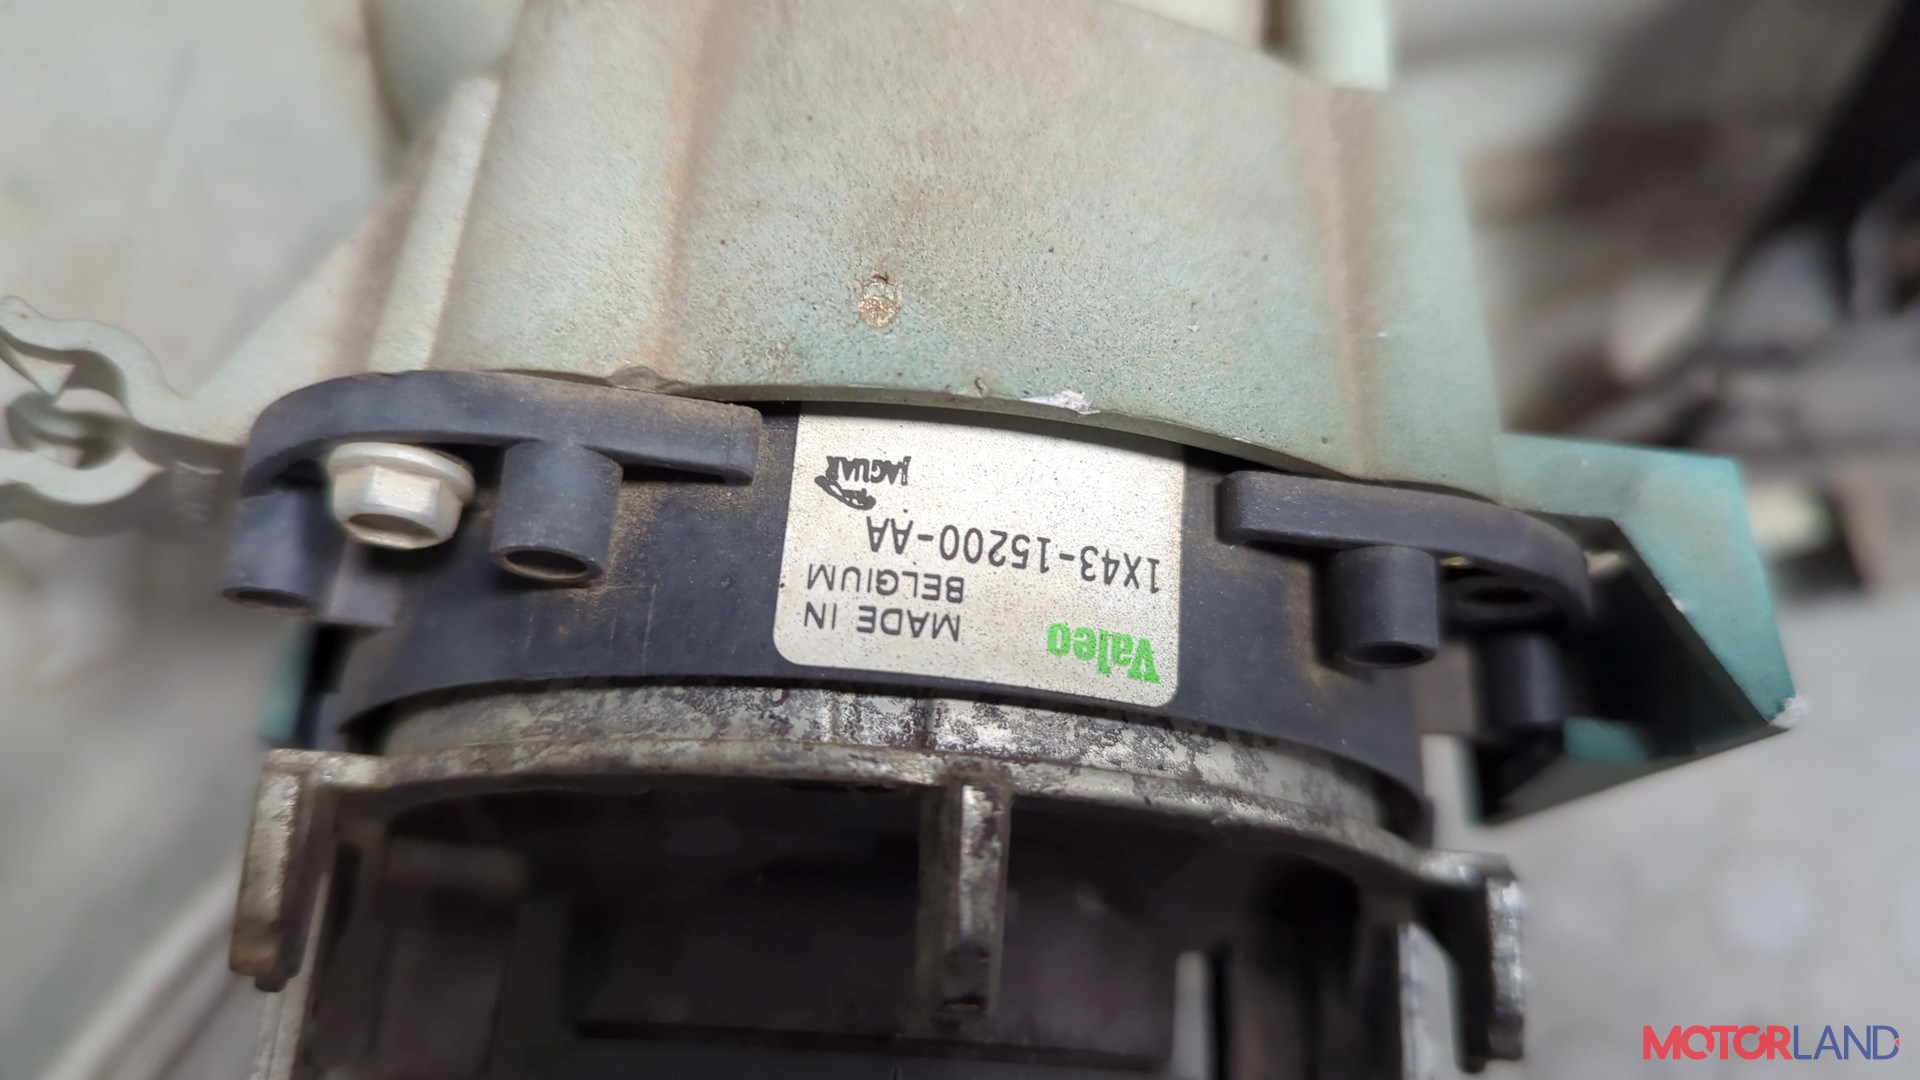 Valeo
MADE IN
BELGIUM
1X43-15200-AA
JAGUAR
MOTORLAND